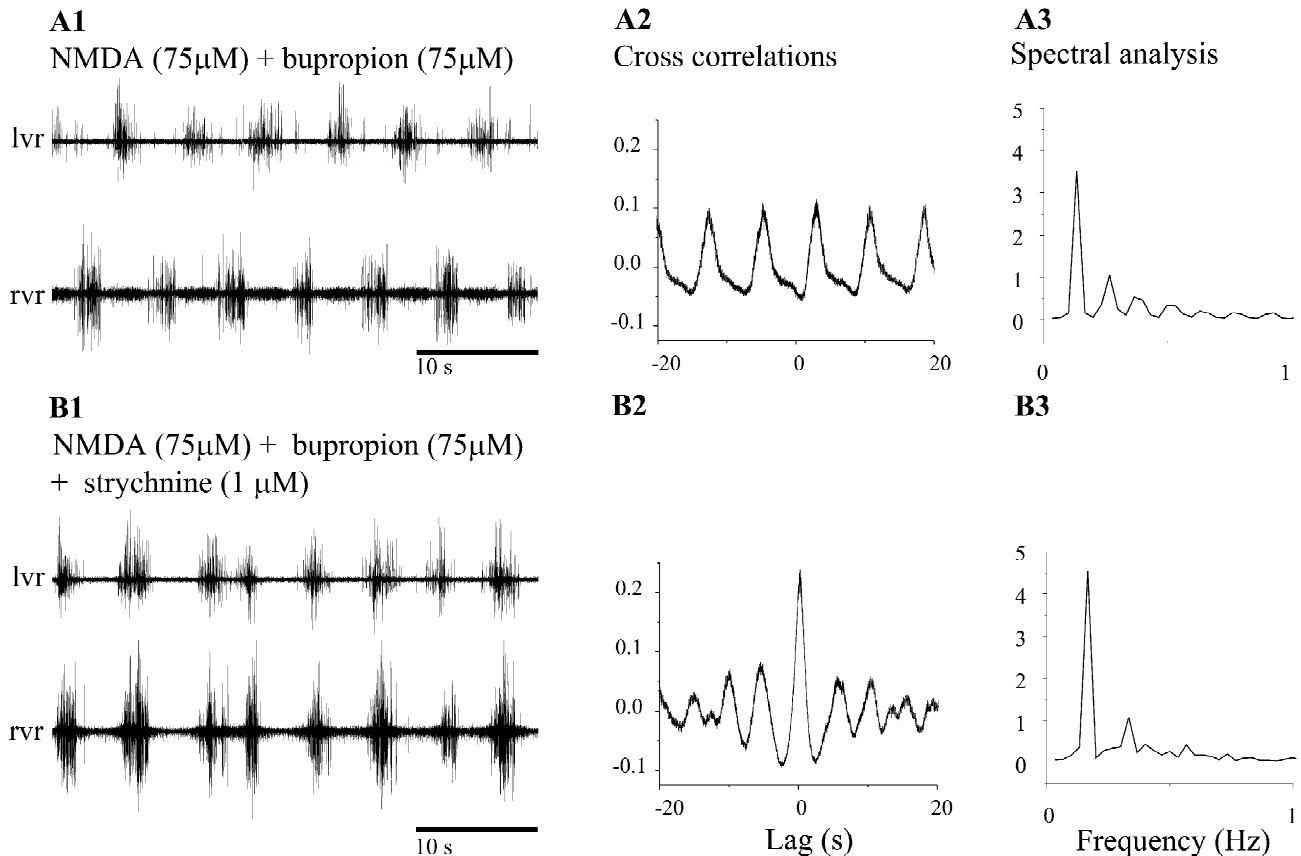 A1
NMDA (75μM) + bupropion (75μM)
lvr
rvr
10 s
A2
Cross correlations
0.2
0.1
0.0
-0.1
-20
0
20
A3
Spectral analysis
5
4
3
2
1
0
0
1
B1
NMDA (75μM) + bupropion (75μM)
+ strychnine (1 μM)
lvr
rvr
10 s
B2
0.2
0.1
0.0
-0.1
-20
0
20
Lag (s)
B3
5
4
3
2
1
0
0
1
Frequency (Hz)